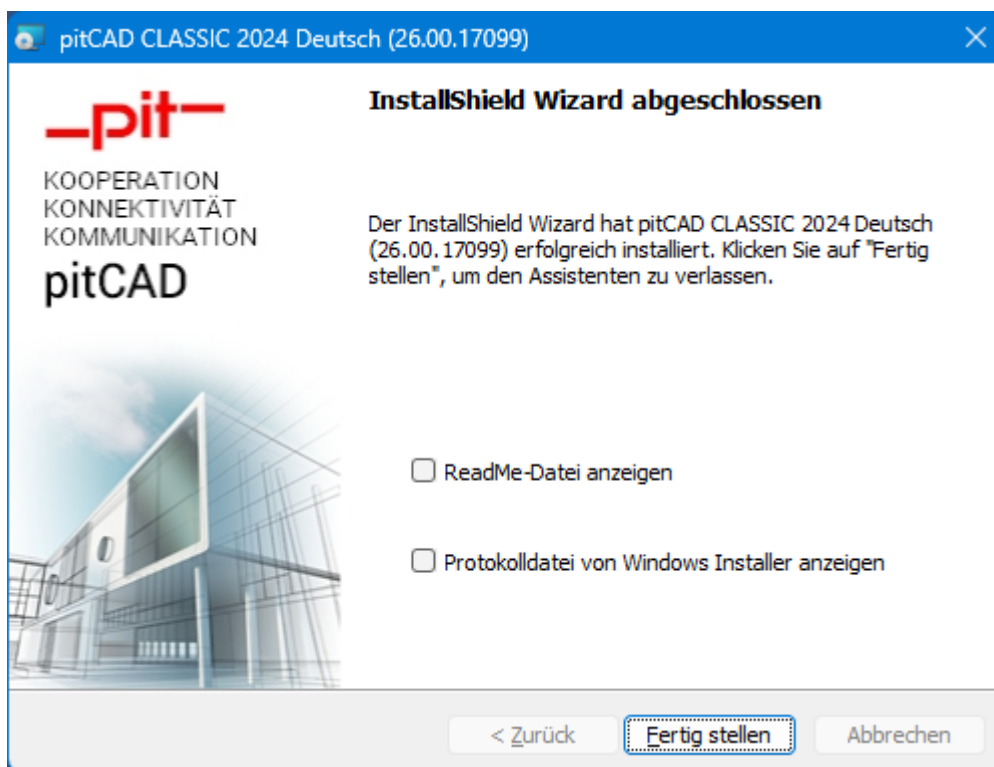 pitCAD CLASSIC 2024 Deutsch (26.00.17099)
pit
KOOPERATION
KONNEKTIVITÄT
KOMMUNIKATION
pitCAD
InstallShield Wizard abgeschlossen
Der InstallShield Wizard hat pitCAD CLASSIC 2024 Deutsch
(26.00.17099) erfolgreich installiert. Klicken Sie auf "Fertig
stellen", um den Assistenten zu verlassen.
ReadMe-Datei anzeigen
Protokolldatei von Windows Installer anzeigen
< Zurück
Fertig stellen
Abbrechen